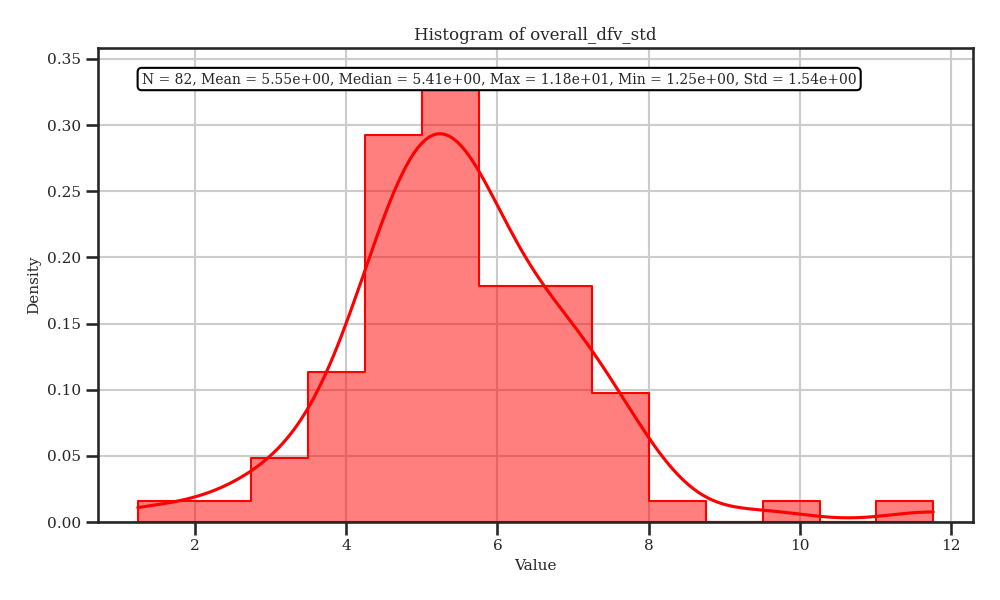 Histogram of overall_dfv_std
N = 82, Mean = 5.55e+00, Median = 5.41e+00, Max = 1.18e+01, Min = 1.25e+00, Std = 1.54e+00
0.35
0.30
0.25
0.20
0.15
0.10
0.05
0.00
Density
2 4 6 8 10 12
Value